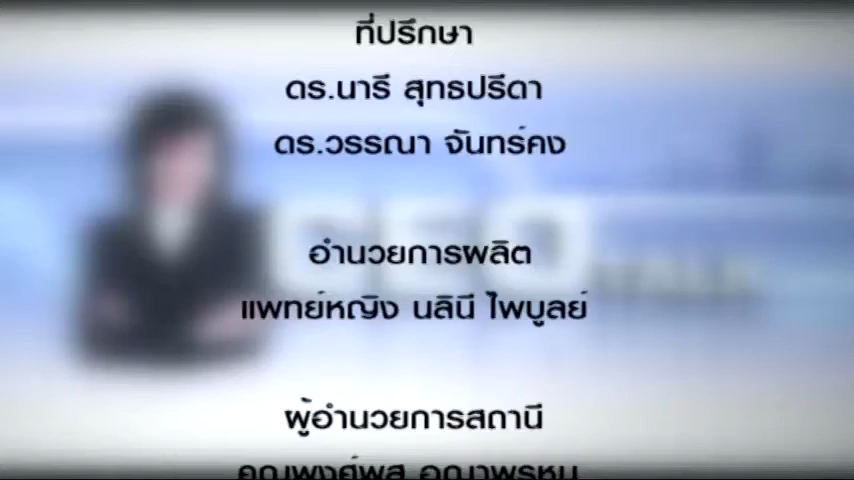 ที่ปรึกษา
ดร.นารี สุทธปรีดา
ดร.วรรณา จันทร์คง
อำนวยการผลิต
แพทย์หญิง นลินี ไพบูลย์
CEO
ผู้อำนวยการสถานี